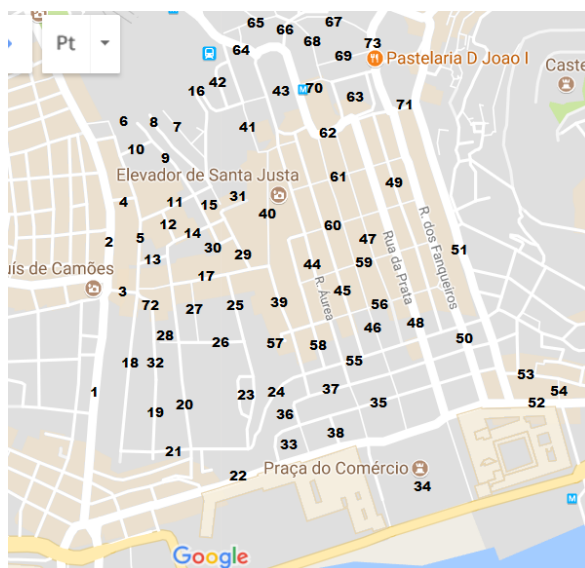 65 66 67
Pt
64 68 73
69 Pastelaria D Joao I
Caste
16 42 43 70 63 71
6 8 7 41 62
10 9
Elevador de Santa Justa
61 49
4 11 15 31 40
12 14 60
2 5 30 29 47 51
13 44 59
uís de Camões 17
3 72 27 25 39 45 56
R. Áurea
Rua da Prata
R. dos Fanqueiros
28 26 57 58 46 48 50
18 32 55
53
1 23 24 37 54
19 20 36 35 52
33 38
21
22 Praça do Comércio
34
Google